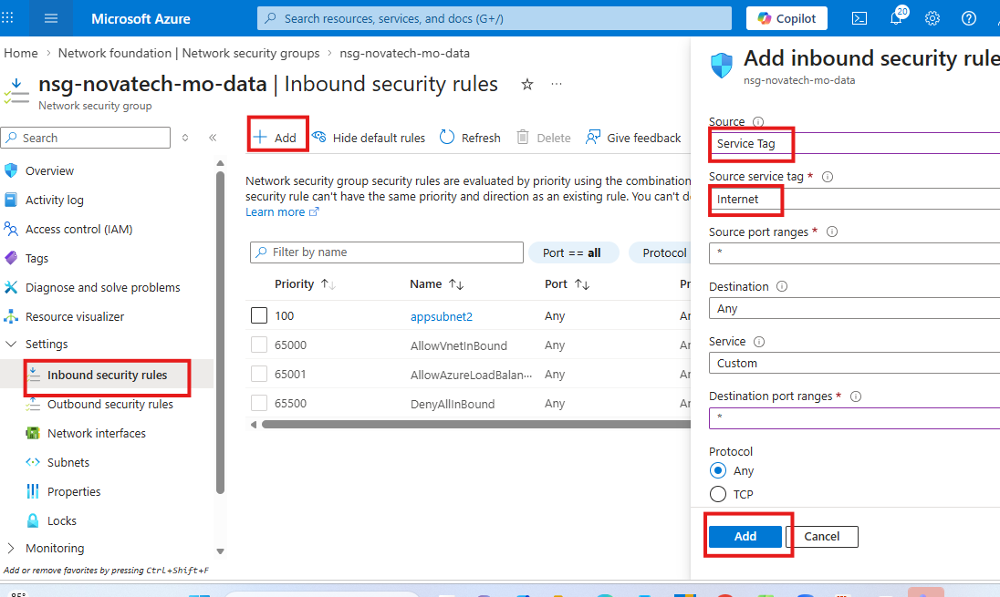 Microsoft Azure
Search resources, services, and docs (G+/)
Copilot
20
Home > Network foundation | Network security groups > nsg-novatech-mo-data
nsg-novatech-mo-data | Inbound security rules
Network security group
Search
Overview
Activity log
Access control (IAM)
Tags
Diagnose and solve problems
Resource visualizer
Settings
Inbound security rules
Outbound security rules
Network interfaces
Subnets
Properties
Locks
Monitoring
Add or remove favorites by pressing Ctrl+Shift+F
+ Add
Hide default rules
Refresh
Delete
Give feedback
Network security group security rules are evaluated by priority using the combination
security rule can't have the same priority and direction as an existing rule. You can't d
Learn more
Filter by name
Port == all
Protocol
Priority Name Port Pr
100 appsubnet2 Any
65000 AllowVnetInBound Any
65001 AllowAzureLoadBalan... Any
65500 DenyAllInBound Any
Add inbound security rule
nsg-novatech-mo-data
Source
Service Tag
Source service tag *
Internet
Source port ranges *
*
Destination
Any
Service
Custom
Destination port ranges *
*
Protocol
Any
TCP
Add
Cancel
85°